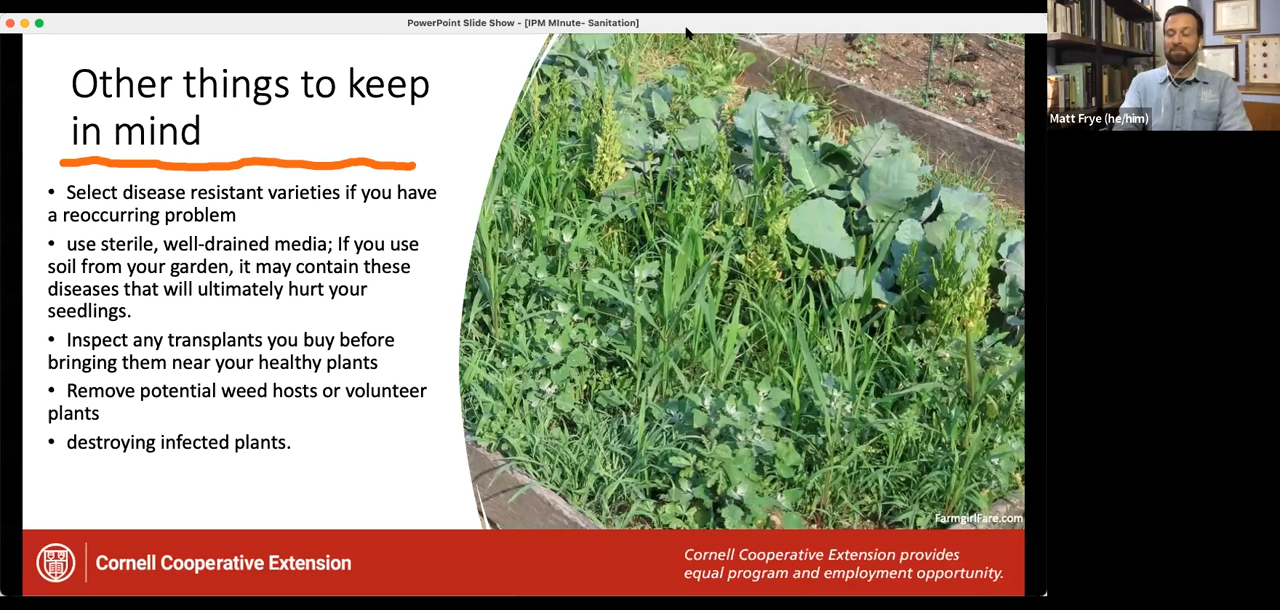 PowerPoint Slide Show - [IPM MInute- Sanitation]
Other things to keep
in mind
• Select disease resistant varieties if you have
a reoccurring problem
• use sterile, well-drained media; If you use
soil from your garden, it may contain these
diseases that will ultimately hurt your
seedlings.
• Inspect any transplants you buy before
bringing them near your healthy plants
• Remove potential weed hosts or volunteer
plants
• destroying infected plants.
FarmgirlFare.com
Cornell Cooperative Extension
Cornell Cooperative Extension provides
equal program and employment opportunity.
Matt Frye (he/him)